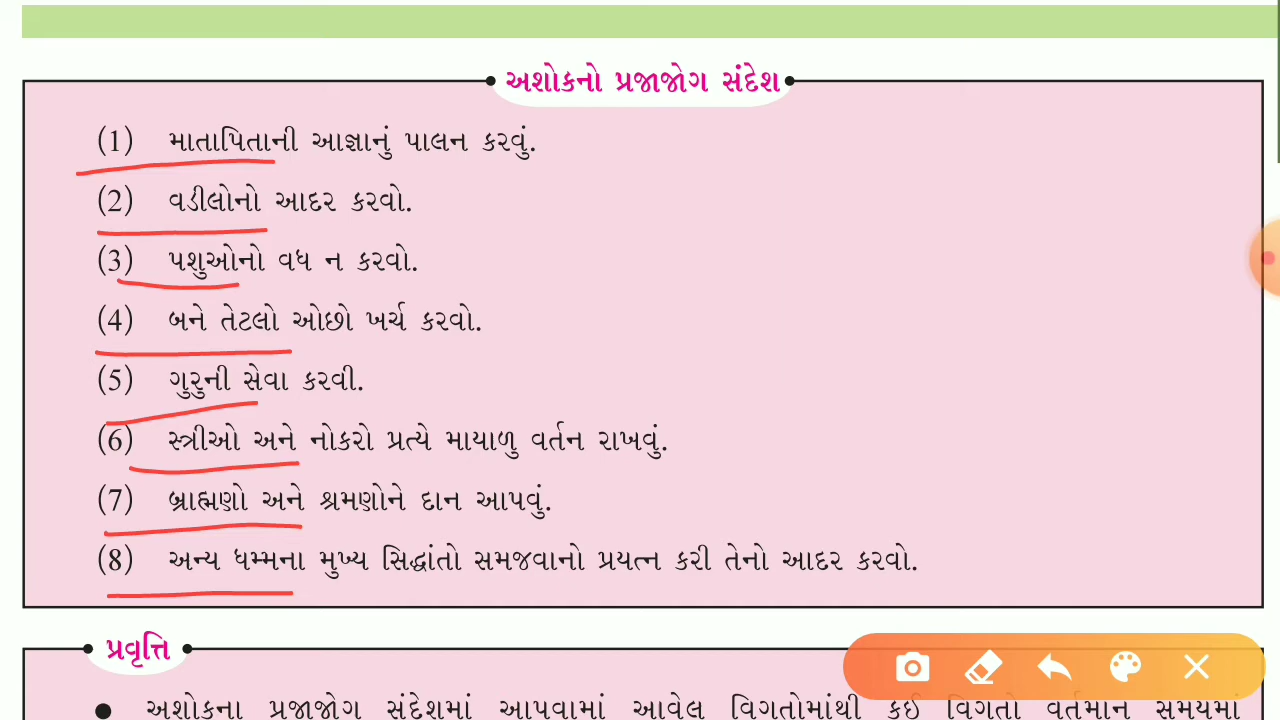 અશોકનો પ્રજાજોગ સંદેશ
(1) માતાપિતાની આજ્ઞાનું પાલન કરવું.
(2) વડીલોનો આદર કરવો.
(3) પશુઓનો વધ ન કરવો.
(4) બને તેટલો ઓછો ખર્ચ કરવો.
(5) ગુરુની સેવા કરવી.
(6) સ્ત્રીઓ અને નોકરો પ્રત્યે માયાળુ વર્તન રાખવું.
(7) બ્રાહ્મણો અને શ્રમણોને દાન આપવું.
(8) અન્ય ધમ્મના મુખ્ય સિદ્ધાંતો સમજવાનો પ્રયત્ન કરી તેનો આદર કરવો.
પ્રવૃત્તિ
● અશોકના પ્રજાજોગ સંદેશમાં આપવામાં આવેલ વિગતોમાંથી કઈ વિગતો વર્તમાન સમયમાં